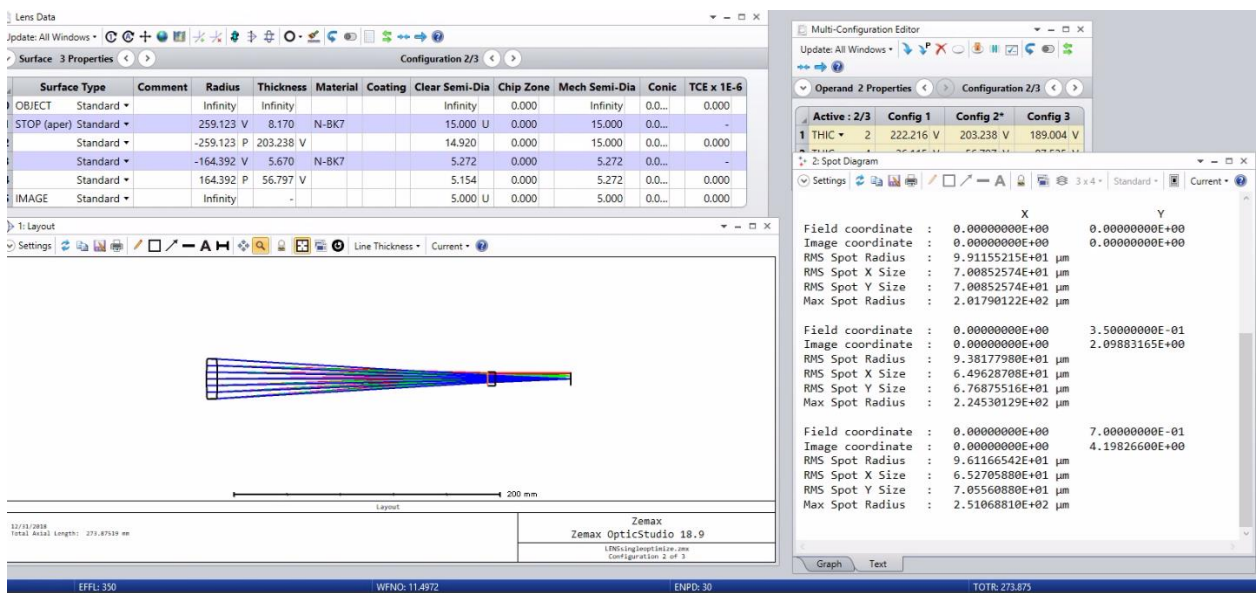 Lens Data
Update: All Windows
Surface 3 Properties Configuration 2/3
Surface Type Comment Radius Thickness Material Coating Clear Semi-Dia Chip Zone Mech Semi-Dia Conic TCE x 1E-6
OBJECT Standard Infinity Infinity Infinity 0.000 Infinity 0.0... 0.000
STOP (aper) Standard 259.123 V 8.170 N-BK7 15.000 U 0.000 15.000 0.0... -
Standard -259.123 P 203.238 V 14.920 0.000 15.000 0.0... 0.000
Standard -164.392 V 5.670 N-BK7 5.272 0.000 5.272 0.0... -
Standard 164.392 P 56.797 V 5.154 0.000 5.272 0.0... 0.000
IMAGE Standard Infinity - 5.000 U 0.000 5.000 0.0... 0.000
1: Layout
Settings Line Thickness Current
200 mm
Layout
12/31/2018
Total Axial Length: 273.87519 mm
Zemax
Zemax OpticStudio 18.9
LENSsingleoptimize.zmx
Configuration 2 of 3
Multi-Configuration Editor
Update: All Windows
Operand 2 Properties Configuration 2/3
Active : 2/3 Config 1 Config 2* Config 3
1 THIC 2 222.216 V 203.238 V 189.004 V
2: Spot Diagram
Settings 3 x 4 Standard Current
X Y
Field coordinate : 0.00000000E+00 0.00000000E+00
Image coordinate : 0.00000000E+00 0.00000000E+00
RMS Spot Radius : 9.91155215E+01 µm
RMS Spot X Size : 7.00852574E+01 µm
RMS Spot Y Size : 7.00852574E+01 µm
Max Spot Radius : 2.01790122E+02 µm
Field coordinate : 0.00000000E+00 3.50000000E-01
Image coordinate : 0.00000000E+00 2.09883165E+00
RMS Spot Radius : 9.38177980E+01 µm
RMS Spot X Size : 6.49628708E+01 µm
RMS Spot Y Size : 6.76875516E+01 µm
Max Spot Radius : 2.24530129E+02 µm
Field coordinate : 0.00000000E+00 7.00000000E-01
Image coordinate : 0.00000000E+00 4.19826600E+00
RMS Spot Radius : 9.61166542E+01 µm
RMS Spot X Size : 6.52705880E+01 µm
RMS Spot Y Size : 7.05560880E+01 µm
Max Spot Radius : 2.51068810E+02 µm
Graph Text
EFFL: 350 WFNO: 11.4972 ENPD: 30 TOTR: 273.875